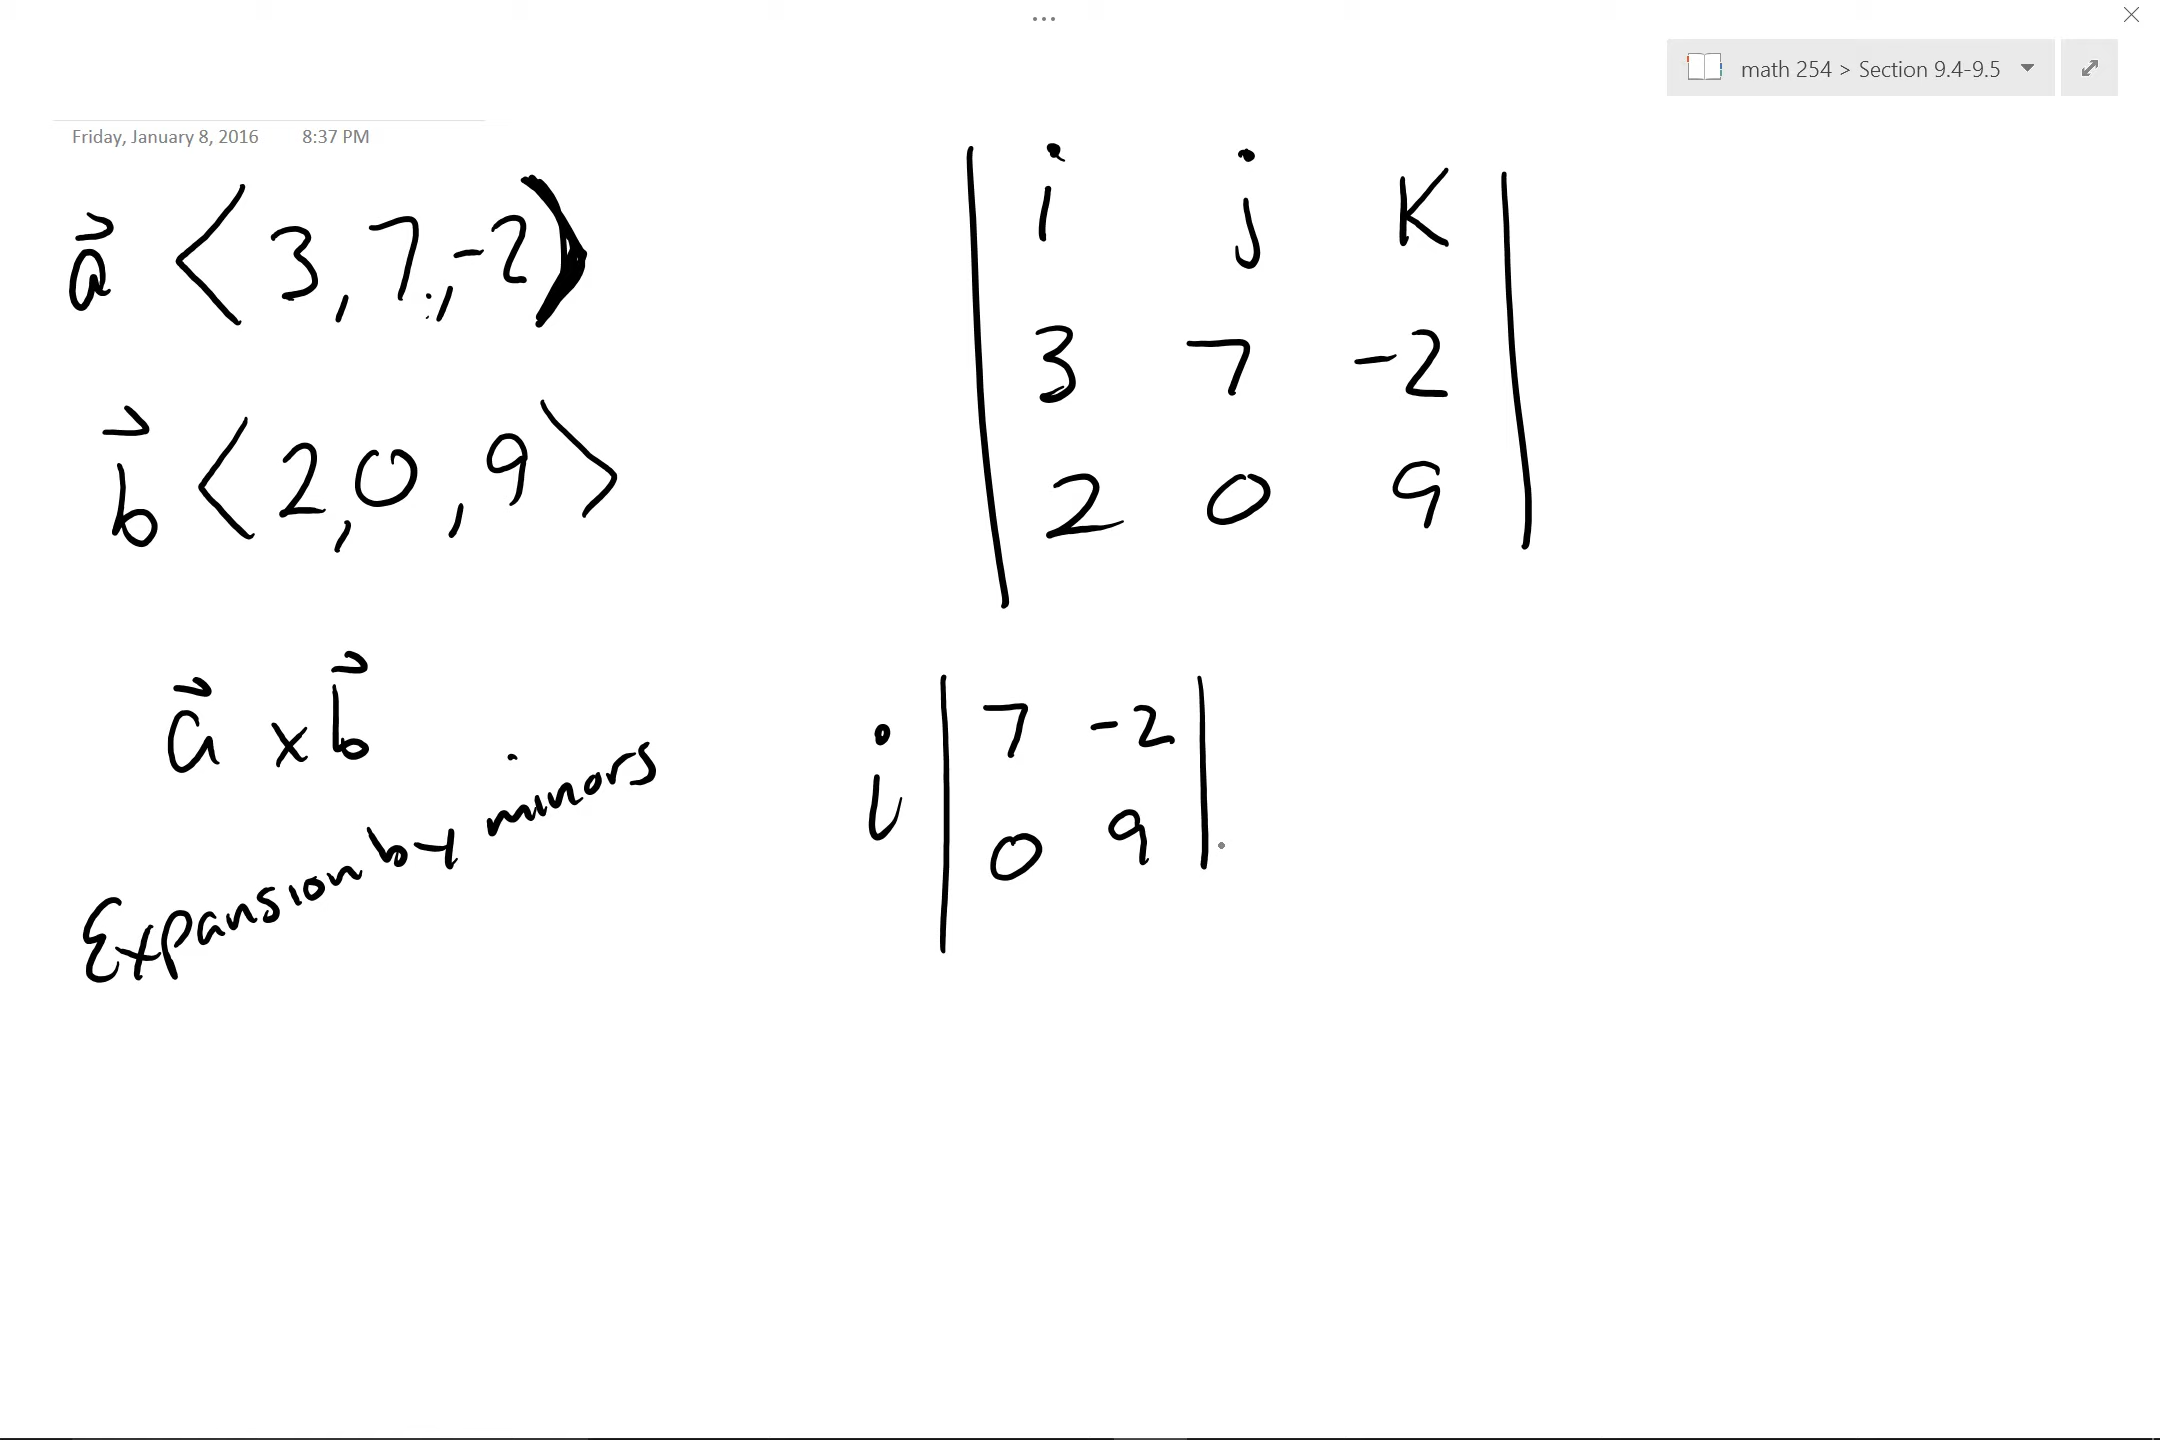 ...
math 254 > Section 9.4-9.5
Friday, January 8, 2016 8:37 PM
a⃗ <3, 7, -2>
b⃗ <2, 0, 9>
a⃗ x b⃗
Expansion by minors
| i j K |
| 3 7 -2 |
| 2 0 9 |
i | 7 -2 |
| 0 9 |